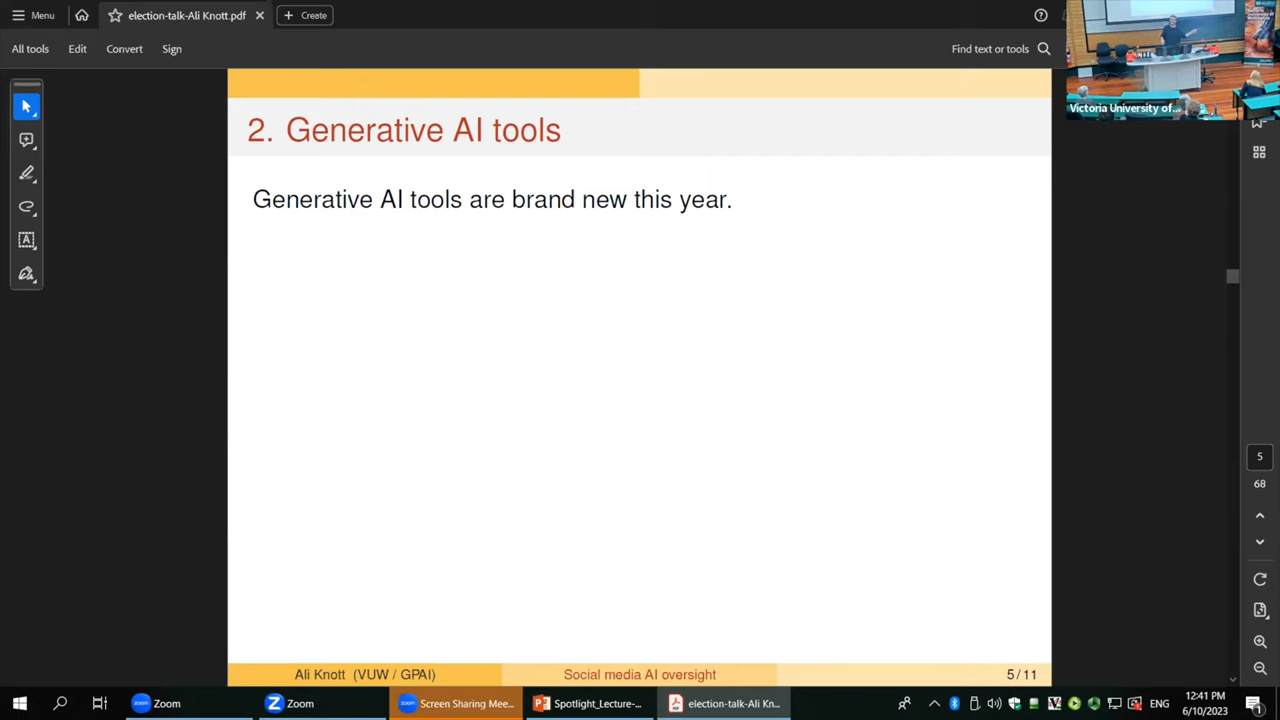 Menu
election-talk-Ali Knott.pdf
Create
All tools
Edit
Convert
Sign
Find text or tools
Victoria University of...
2. Generative AI tools
Generative AI tools are brand new this year.
5
68
Ali Knott (VUW / GPAI)
Social media AI oversight
5 / 11
Zoom
Zoom
Screen Sharing Mee...
Spotlight_Lecture-...
election-talk-Ali Kn...
ENG
12:41 PM
6/10/2023
1